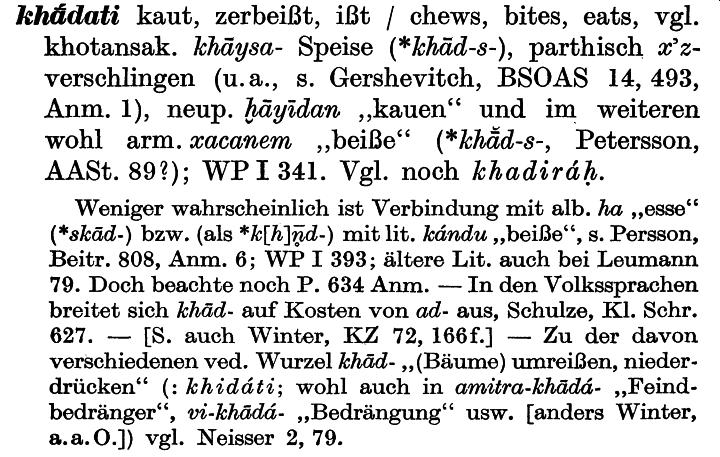 khā́dati kaut, zerbeißt, ißt / chews, bites, eats, vgl.
khotansak. khāysa- Speise (*khād-s-), parthisch x’z-
verschlingen (u. a., s. Gershevitch, BSOAS 14, 493,
Anm. 1), neup. ḫāyīdan „kauen“ und im weiteren
wohl arm. xacanem „beiße“ (*khā̆d-s-, Petersson,
AASt. 89?); WP I 341. Vgl. noch khadiráḥ.
Weniger wahrscheinlich ist Verbindung mit alb. ha „esse“
(*skād-) bzw. (als *k[h]n̥̄d-) mit lit. kándu „beiße“, s. Persson,
Beitr. 808, Anm. 6; WP I 393; ältere Lit. auch bei Leumann
79. Doch beachte noch P. 634 Anm. — In den Volkssprachen
breitet sich khād- auf Kosten von ad- aus, Schulze, Kl. Schr.
627. — [S. auch Winter, KZ 72, 166f.] — Zu der davon
verschiedenen ved. Wurzel khād- „(Bäume) umreißen, nieder-
drücken“ (: khidáti; wohl auch in amitra-khādá- „Feind-
bedränger“, vi-khādá- „Bedrängung“ usw. [anders Winter,
a. a. O.]) vgl. Neisser 2, 79.